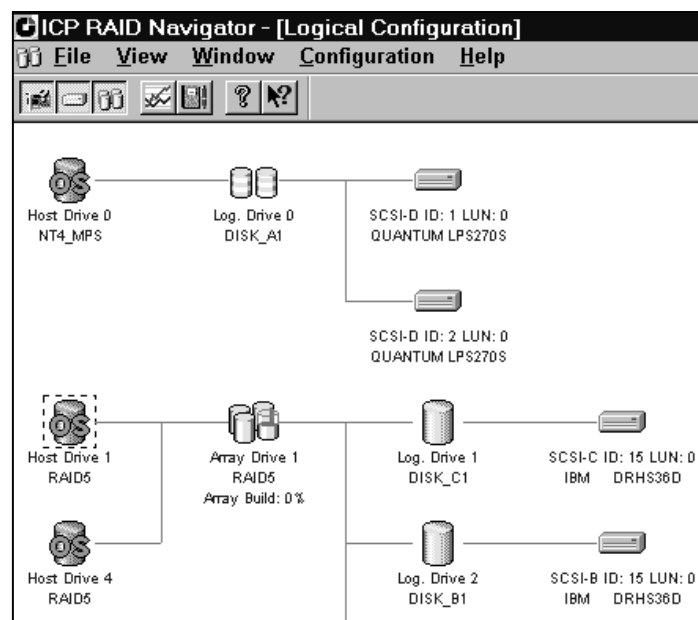 ICP RAID Navigator - [Logical Configuration]
File View Window Configuration Help
OS
Host Drive 0
NT4_MPS
Log. Drive 0
DISK_A1
SCSI-D ID: 1 LUN: 0
QUANTUM LPS270S
SCSI-D ID: 2 LUN: 0
QUANTUM LPS270S
OS
Host Drive 1
RAID5
Array Drive 1
RAID5
Array Build: 0%
Log. Drive 1
DISK_C1
SCSI-C ID: 15 LUN: 0
IBM DRHS36D
OS
Host Drive 4
RAID5
Log. Drive 2
DISK_B1
SCSI-B ID: 15 LUN: 0
IBM DRHS36D